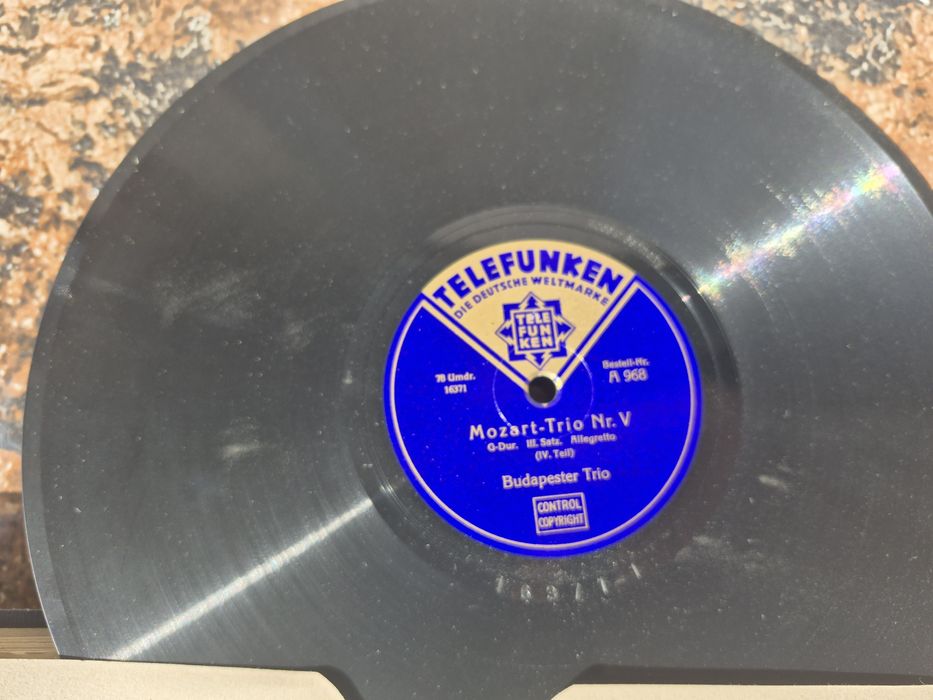 TELEFUNKEN
DIE DEUTSCHE WELTMARKE
TELE
FUN
KEN
78 Umdr.
16371
Bestell-Nr.
A 968
Mozart-Trio Nr. V
G-Dur. III. Satz. Allegretto
(IV. Teil)
Budapester Trio
CONTROL
COPYRIGHT